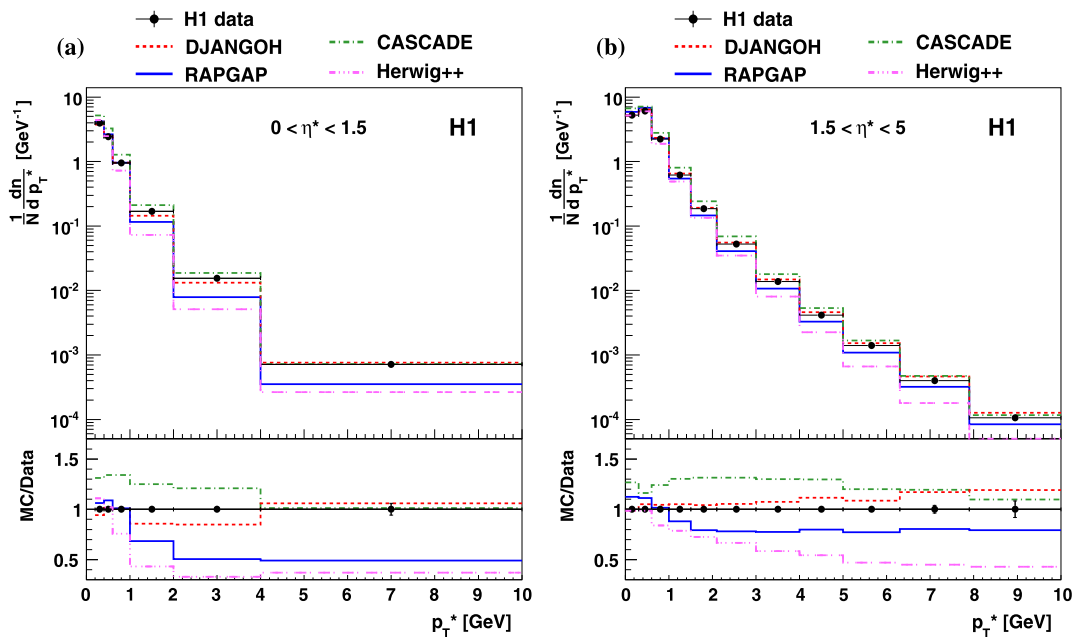 (a)
H1 data
DJANGOH
RAPGAP
CASCADE
Herwig++
1/N dn/d p_T* [GeV⁻¹]
0 < η* < 1.5
H1
10
1
10⁻¹
10⁻²
10⁻³
10⁻⁴
MC/Data
1.5
1
0.5
0 1 2 3 4 5 6 7 8 9 10
p_T* [GeV]
(b)
H1 data
DJANGOH
RAPGAP
CASCADE
Herwig++
1/N dn/d p_T* [GeV⁻¹]
1.5 < η* < 5
H1
10
1
10⁻¹
10⁻²
10⁻³
10⁻⁴
MC/Data
1.5
1
0.5
0 1 2 3 4 5 6 7 8 9 10
p_T* [GeV]